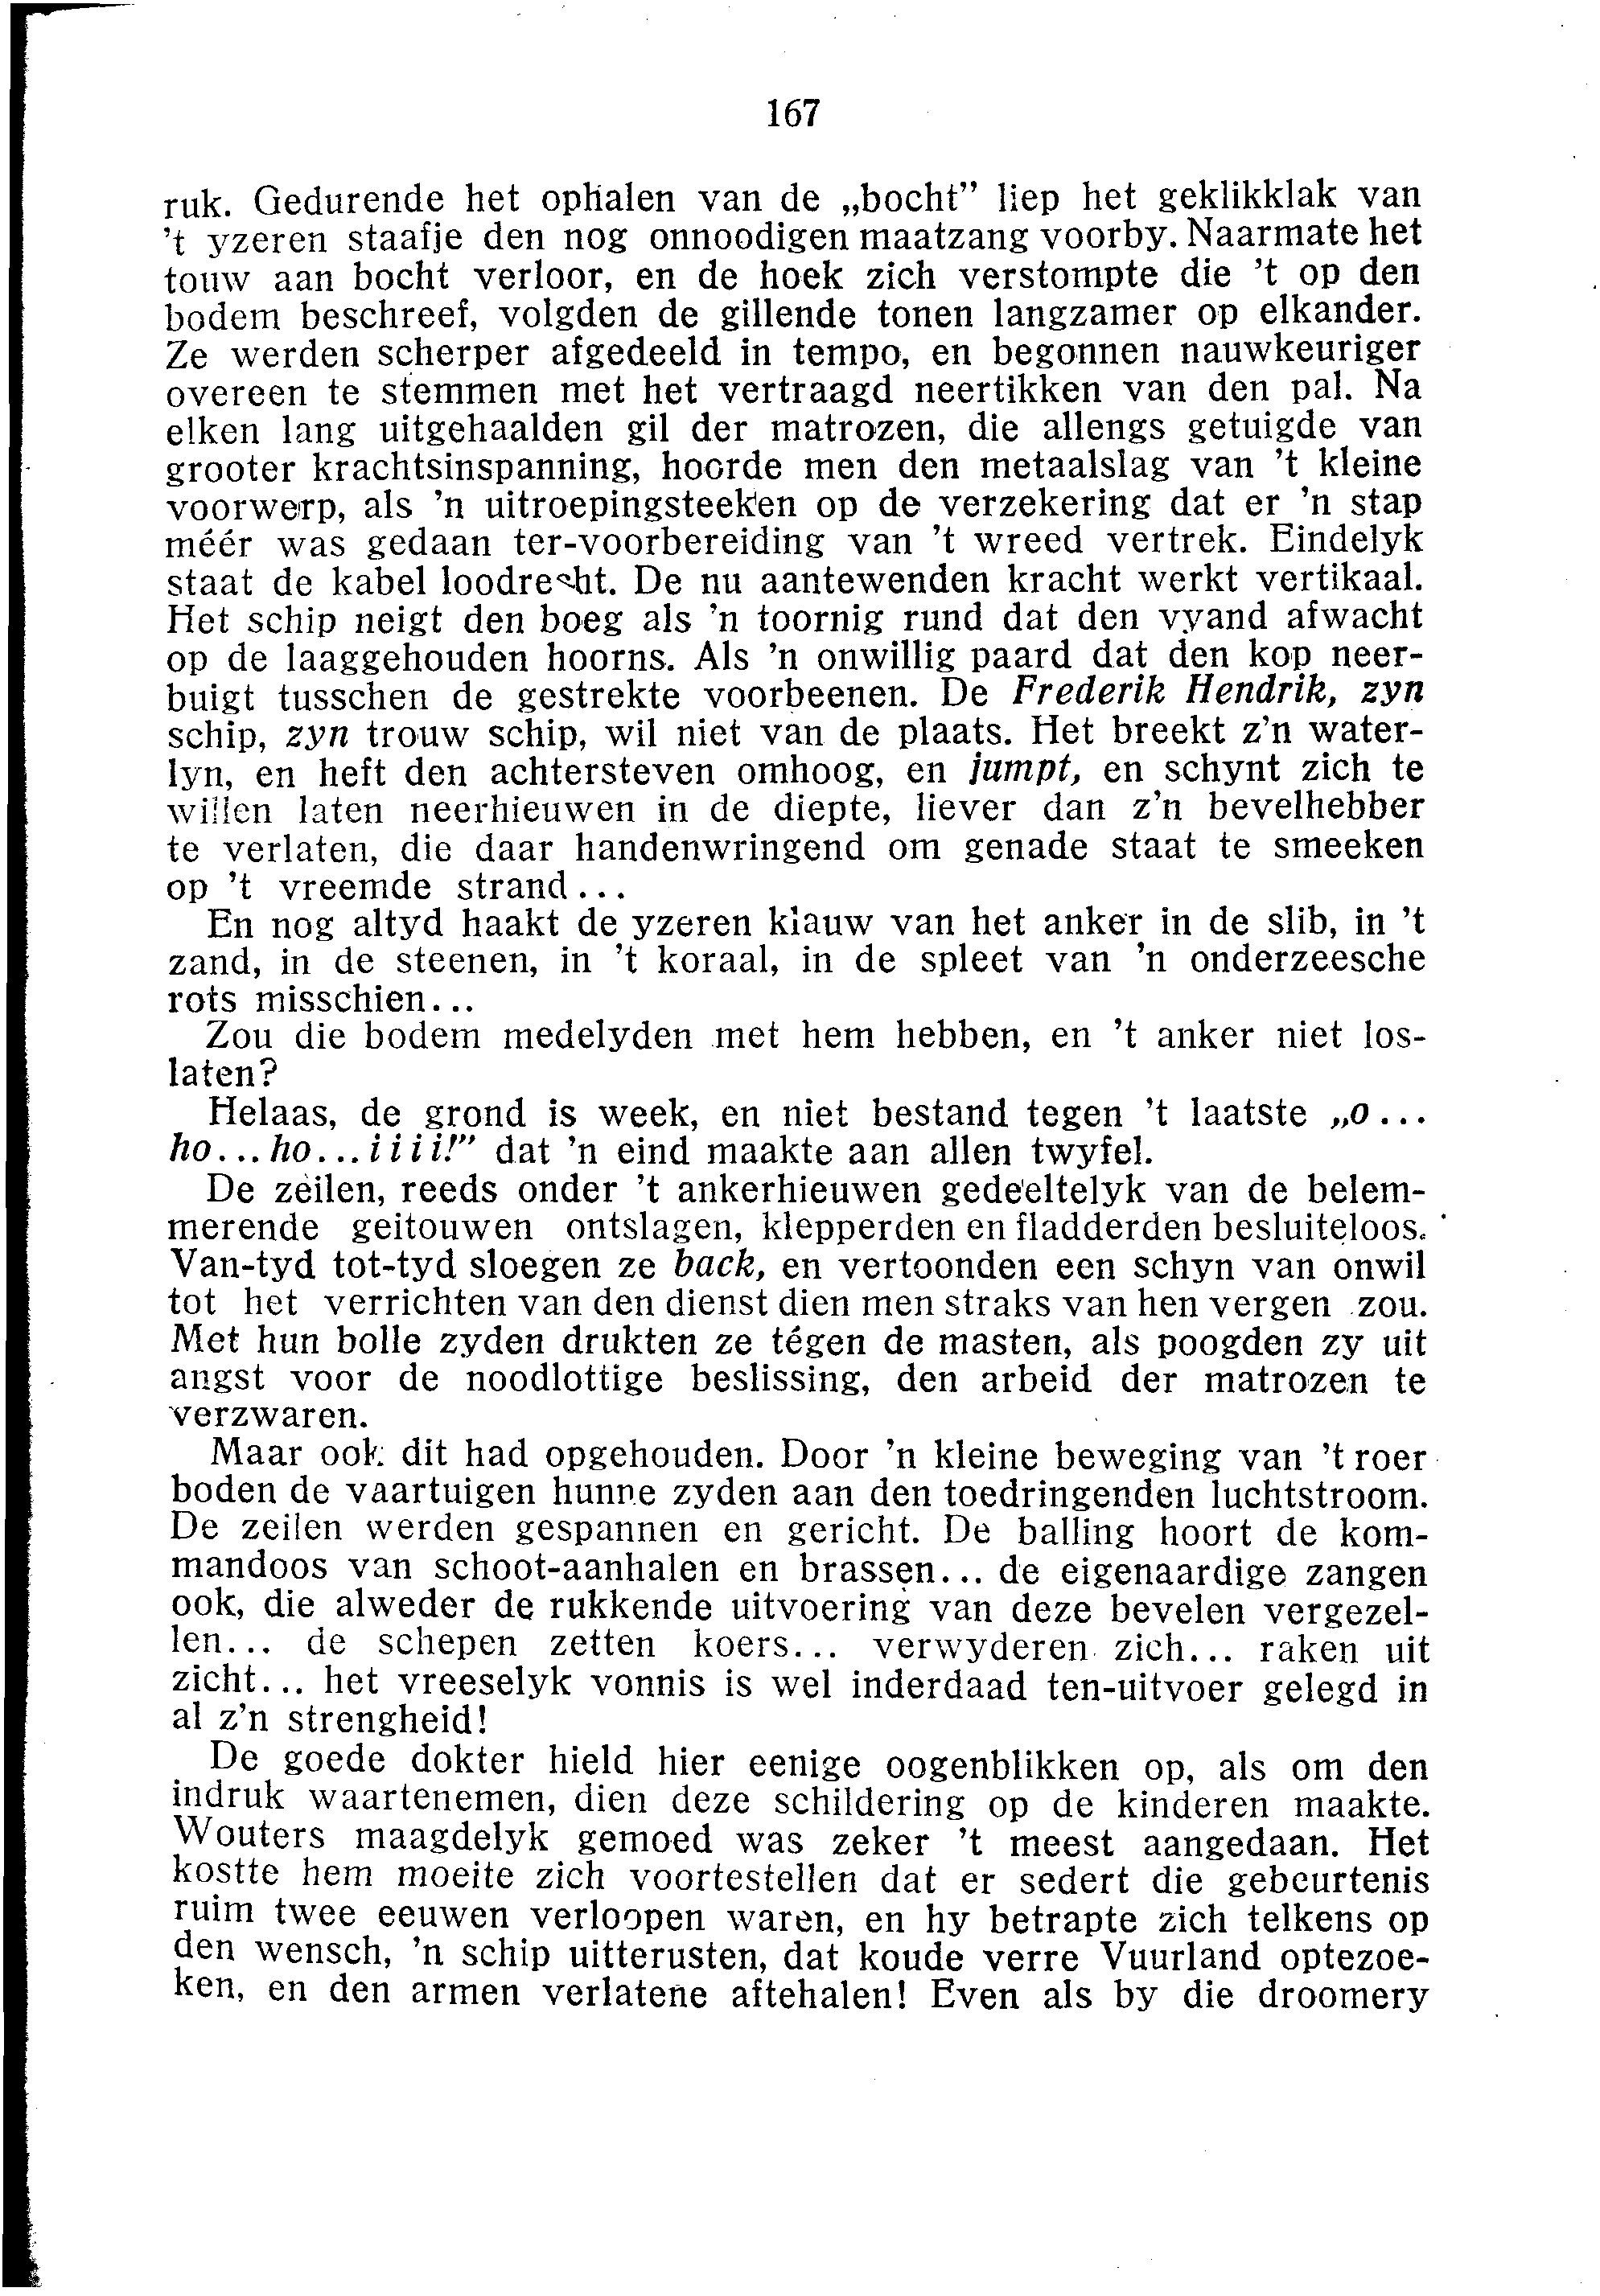 167
ruk. Gedurende het ophalen van de „bocht” liep het geklikklak van
't yzeren staafje den nog onnoodigen maatzang voorby. Naarmate het
touw aan bocht verloor, en de hoek zich verstompte die 't op den
bodem beschreef, volgden de gillende tonen langzamer op elkander.
Ze werden scherper afgedeeld in tempo, en begonnen nauwkeuriger
overeen te stemmen met het vertraagd neertikken van den pal. Na
elken lang uitgehaalden gil der matrozen, die allengs getuigde van
grooter krachtsinspanning, hoorde men den metaalslag van 't kleine
voorwerp, als 'n uitroepingsteeken op de verzekering dat er 'n stap
méér was gedaan ter-voorbereiding van 't wreed vertrek. Eindelyk
staat de kabel loodrecht. De nu aantewenden kracht werkt vertikaal.
Het schip neigt den boeg als 'n toornig rund dat den vyand afwacht
op de laaggehouden hoorns. Als 'n onwillig paard dat den kop neer-
buigt tusschen de gestrekte voorbeenen. De Frederik Hendrik, zyn
schip, zyn trouw schip, wil niet van de plaats. Het breekt z'n water-
lyn, en heft den achtersteven omhoog, en jumpt, en schynt zich te
willen laten neerhieuwen in de diepte, liever dan z'n bevelhebber
te verlaten, die daar handenwringend om genade staat te smeeken
op 't vreemde strand...
En nog altyd haakt de yzeren klauw van het anker in de slib, in 't
zand, in de steenen, in 't koraal, in de spleet van 'n onderzeesche
rots misschien...
Zou die bodem medelyden met hem hebben, en 't anker niet los-
laten?
Helaas, de grond is week, en niet bestand tegen 't laatste „o...
ho...ho...iiii!” dat 'n eind maakte aan allen twyfel.
De zeilen, reeds onder 't ankerhieuwen gedeeltelyk van de belem-
merende geitouwen ontslagen, klepperden en fladderden besluiteloos.
Van-tyd tot-tyd sloegen ze back, en vertoonden een schyn van onwil
tot het verrichten van den dienst dien men straks van hen vergen zou.
Met hun bolle zyden drukten ze tégen de masten, als poogden zy uit
angst voor de noodlottige beslissing, den arbeid der matrozen te
verzwaren.
Maar ook dit had opgehouden. Door 'n kleine beweging van 't roer
boden de vaartuigen hunne zyden aan den toedringenden luchtstroom.
De zeilen werden gespannen en gericht. De balling hoort de kom-
mandoos van schoot-aanhalen en brassen... de eigenaardige zangen
ook, die alweder de rukkende uitvoering van deze bevelen vergezel-
len... de schepen zetten koers... verwyderen zich... raken uit
zicht... het vreeselyk vonnis is wel inderdaad ten-uitvoer gelegd in
al z'n strengheid!
De goede dokter hield hier eenige oogenblikken op, als om den
indruk waartenemen, dien deze schildering op de kinderen maakte.
Wouters maagdelyk gemoed was zeker 't meest aangedaan. Het
kostte hem moeite zich voortestellen dat er sedert die gebeurtenis
ruim twee eeuwen verloopen waren, en hy betrapte zich telkens op
den wensch, 'n schip uitterusten, dat koude verre Vuurland optezoe-
ken, en den armen verlatene aftehalen! Even als by die droomery